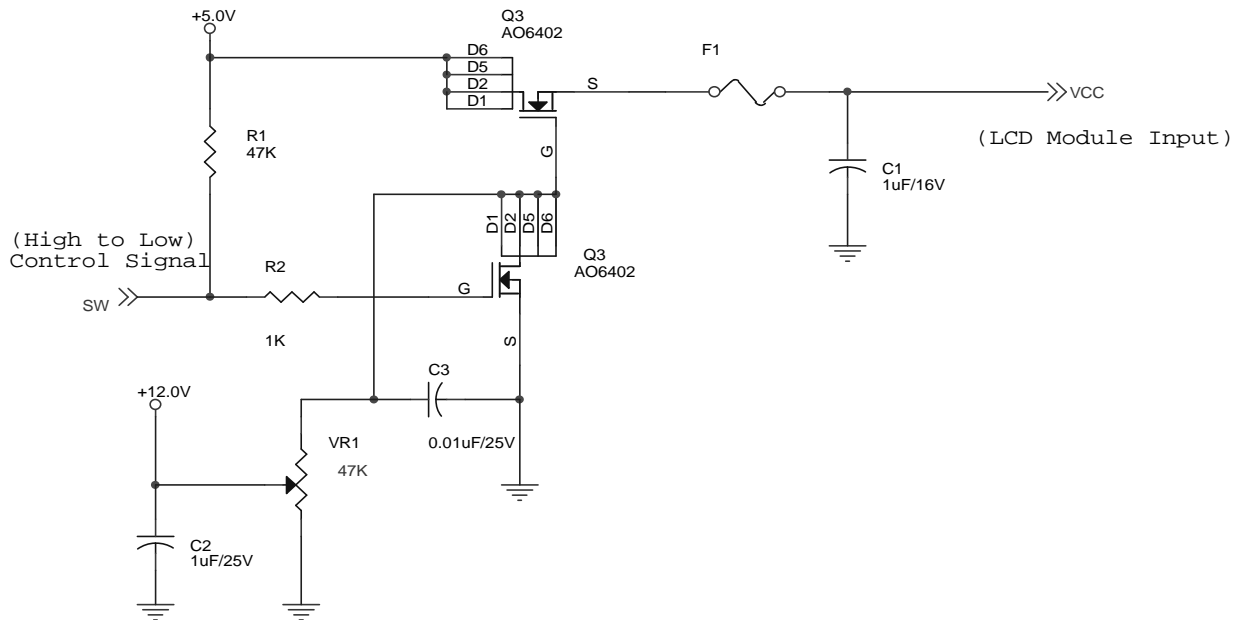 +5.0V
Q3
AO6402
D6
D5
D2
D1
S
F1
VCC
(LCD Module Input)
R1
47K
G
C1
1uF/16V
D1
D2
D5
D6
(High to Low)
Control Signal
Q3
AO6402
R2
G
SW
1K
S
C3
+12.0V
VR1
0.01uF/25V
47K
C2
1uF/25V